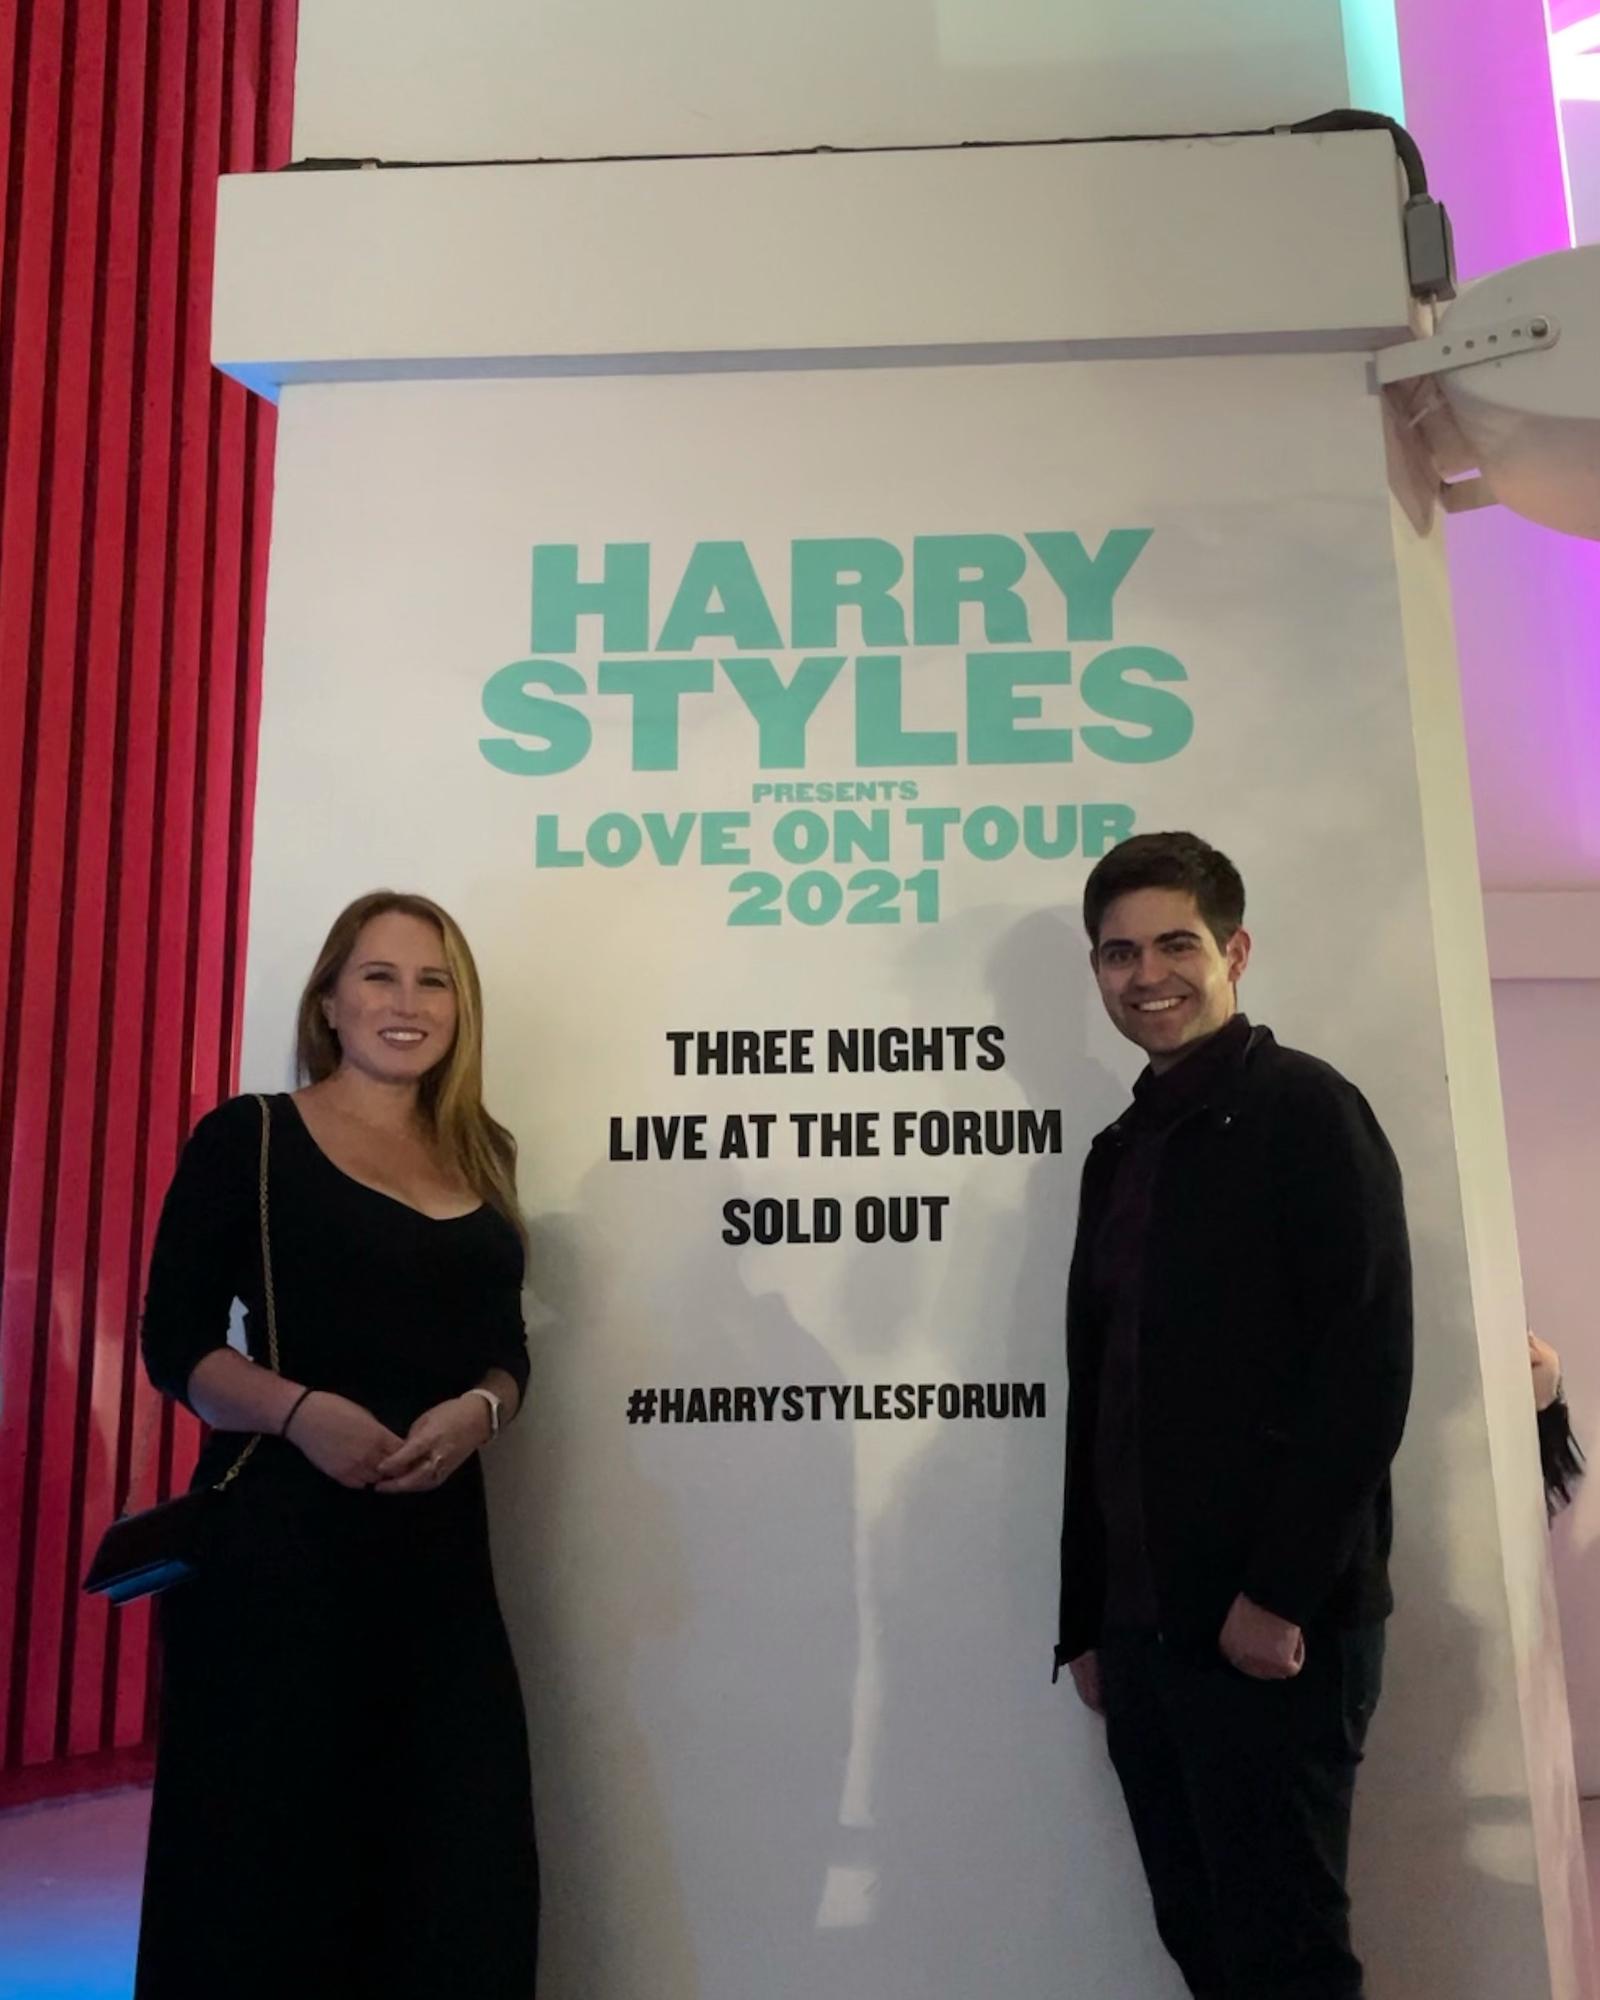 HARRY
STYLES
PRESENTS
LOVE ON TOUR
2021
THREE NIGHTS
LIVE AT THE FORUM
SOLD OUT
#HARRYSTYLESFORUM